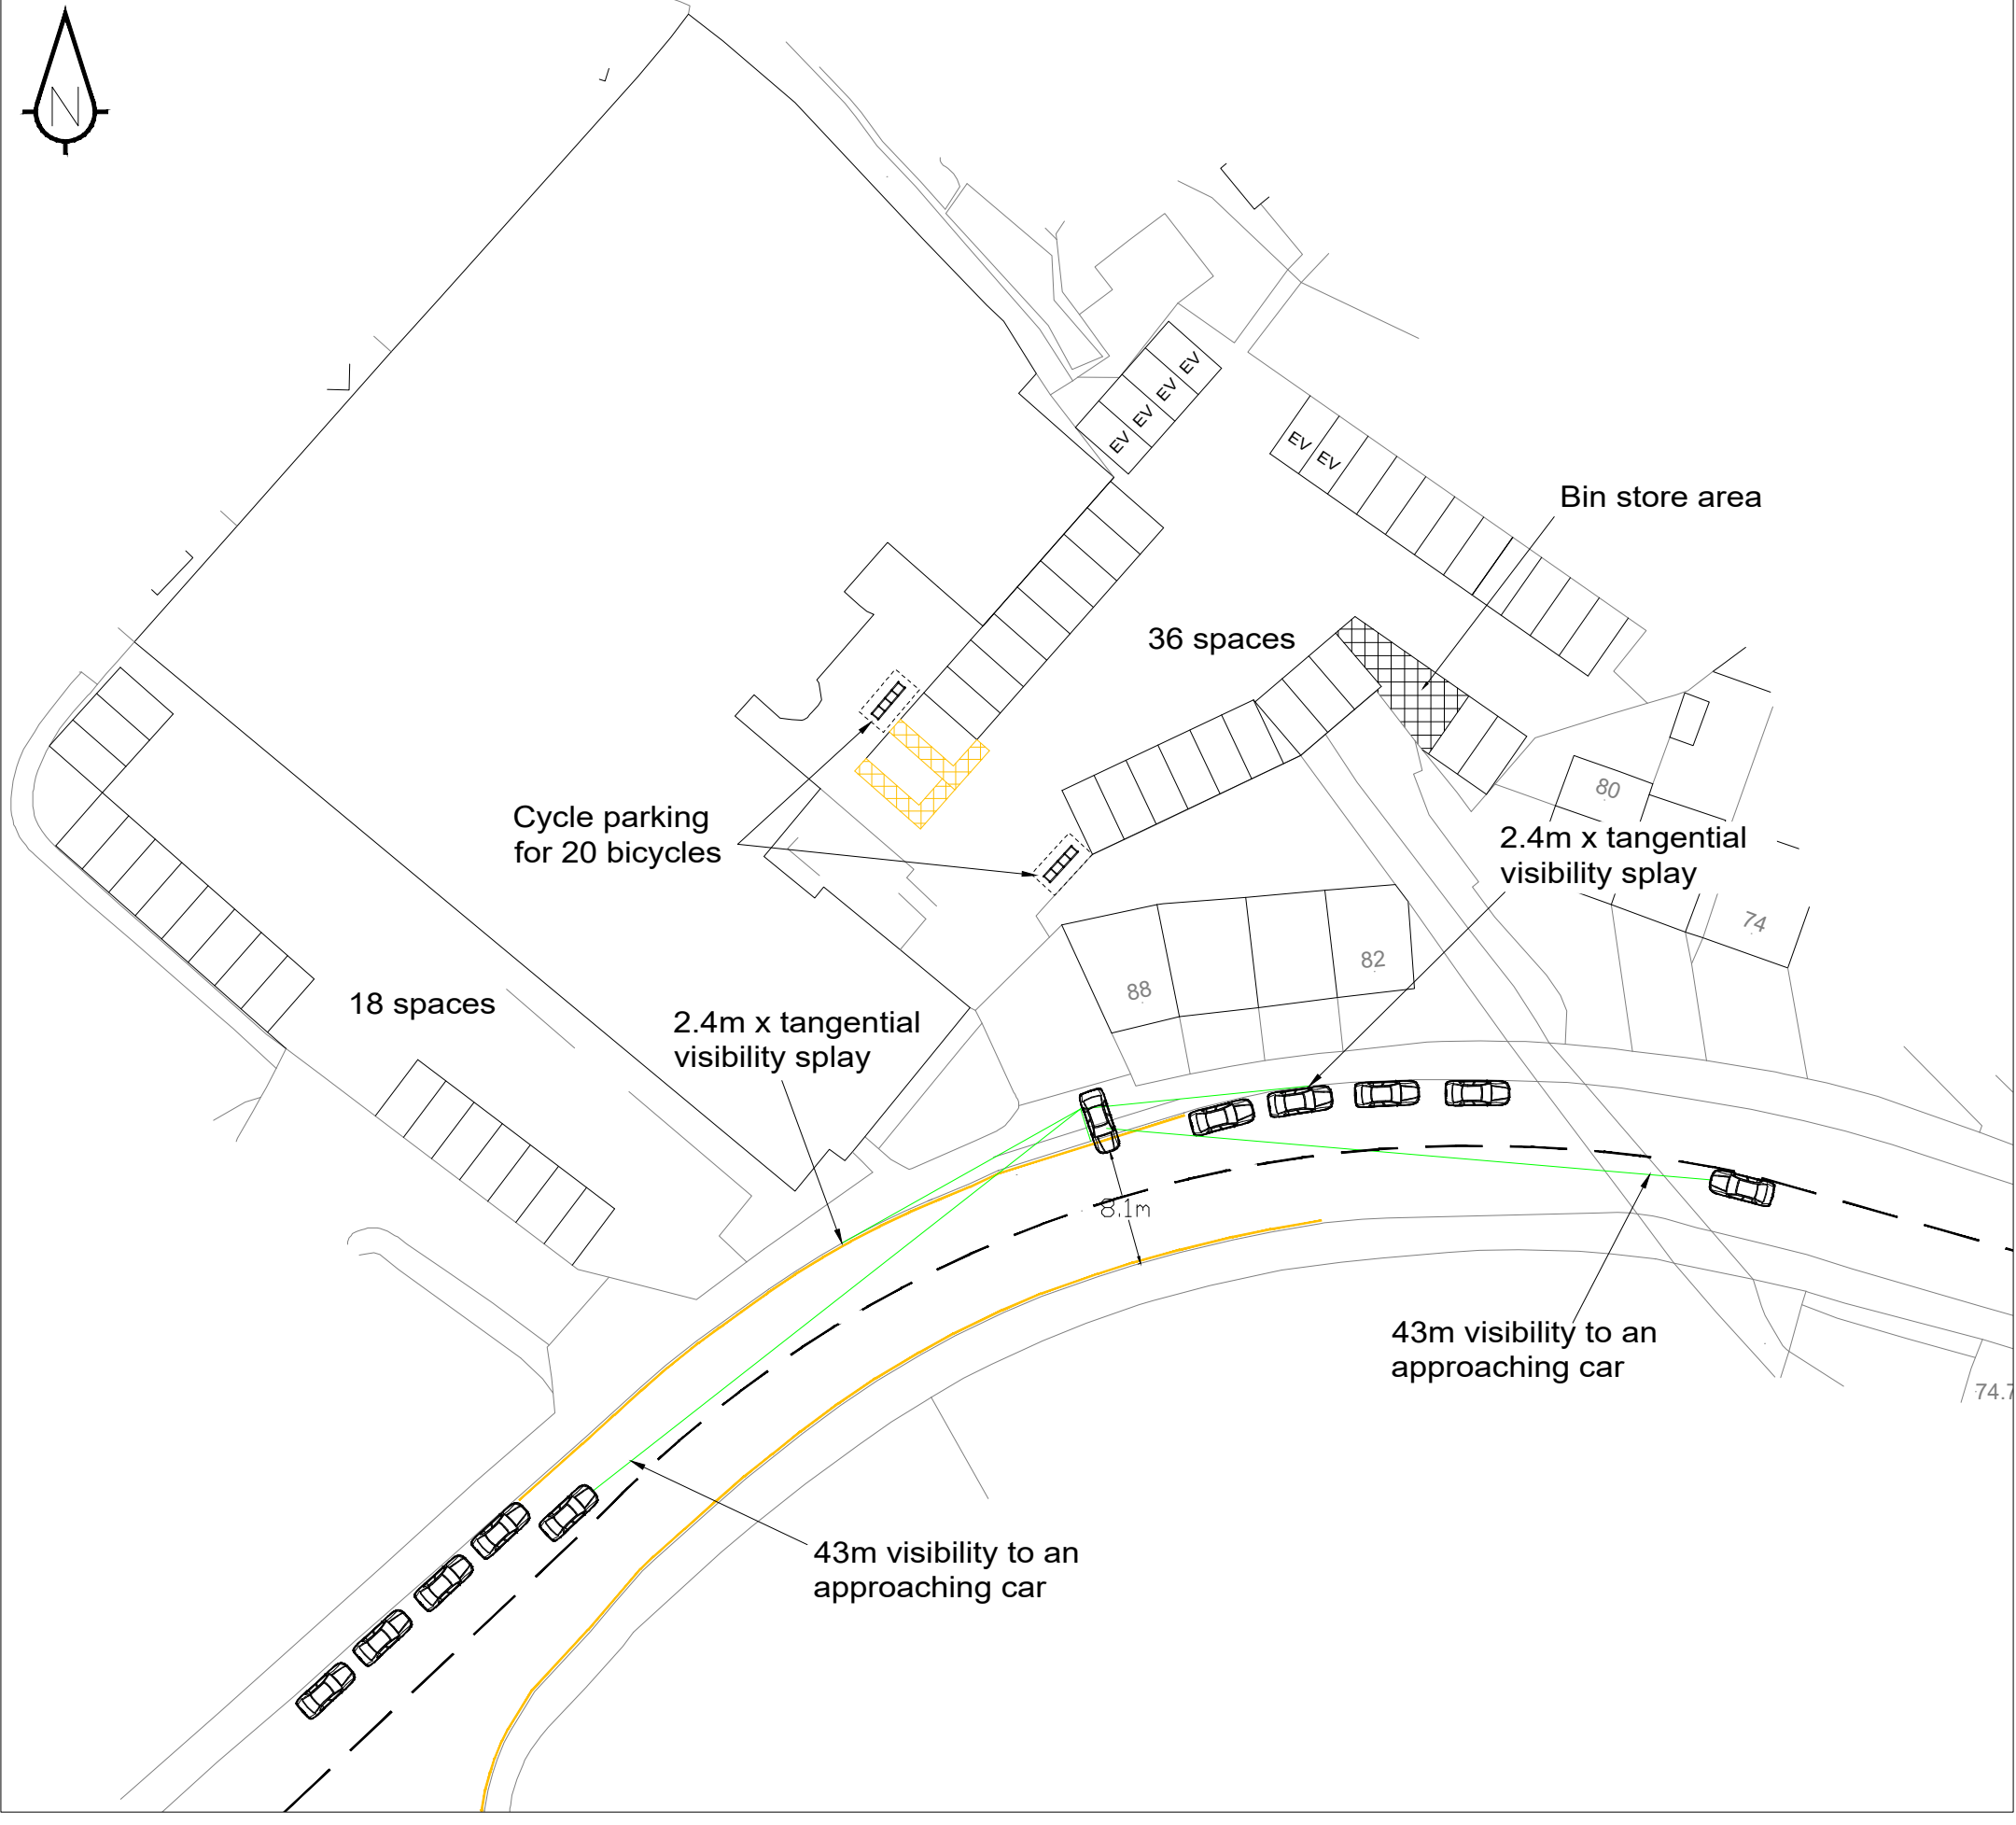 N
EV
EV
EV
EV
EV
EV
Bin store area
36 spaces
80
Cycle parking
for 20 bicycles
2.4m x tangential
visibility splay
74
82
88
18 spaces
2.4m x tangential
visibility splay
8.1m
43m visibility to an
approaching car
74.7
43m visibility to an
approaching car